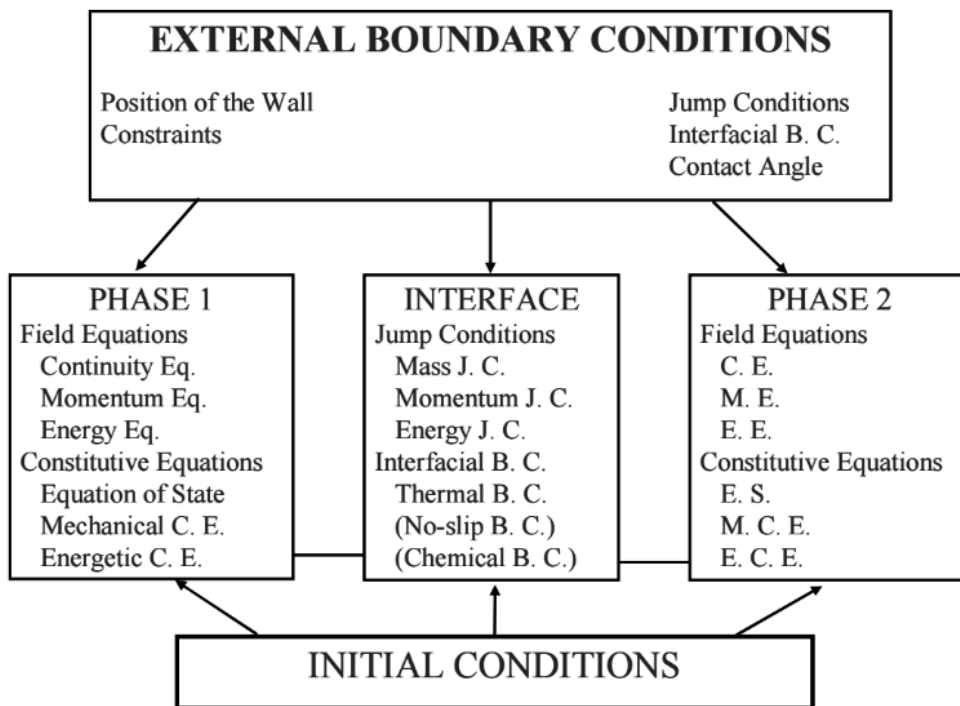 EXTERNAL BOUNDARY CONDITIONS
Position of the Wall
Constraints
Jump Conditions
Interfacial B. C.
Contact Angle
PHASE 1
Field Equations
Continuity Eq.
Momentum Eq.
Energy Eq.
Constitutive Equations
Equation of State
Mechanical C. E.
Energetic C. E.
INTERFACE
Jump Conditions
Mass J. C.
Momentum J. C.
Energy J. C.
Interfacial B. C.
Thermal B. C.
(No-slip B. C.)
(Chemical B. C.)
PHASE 2
Field Equations
C. E.
M. E.
E. E.
Constitutive Equations
E. S.
M. C. E.
E. C. E.
INITIAL CONDITIONS